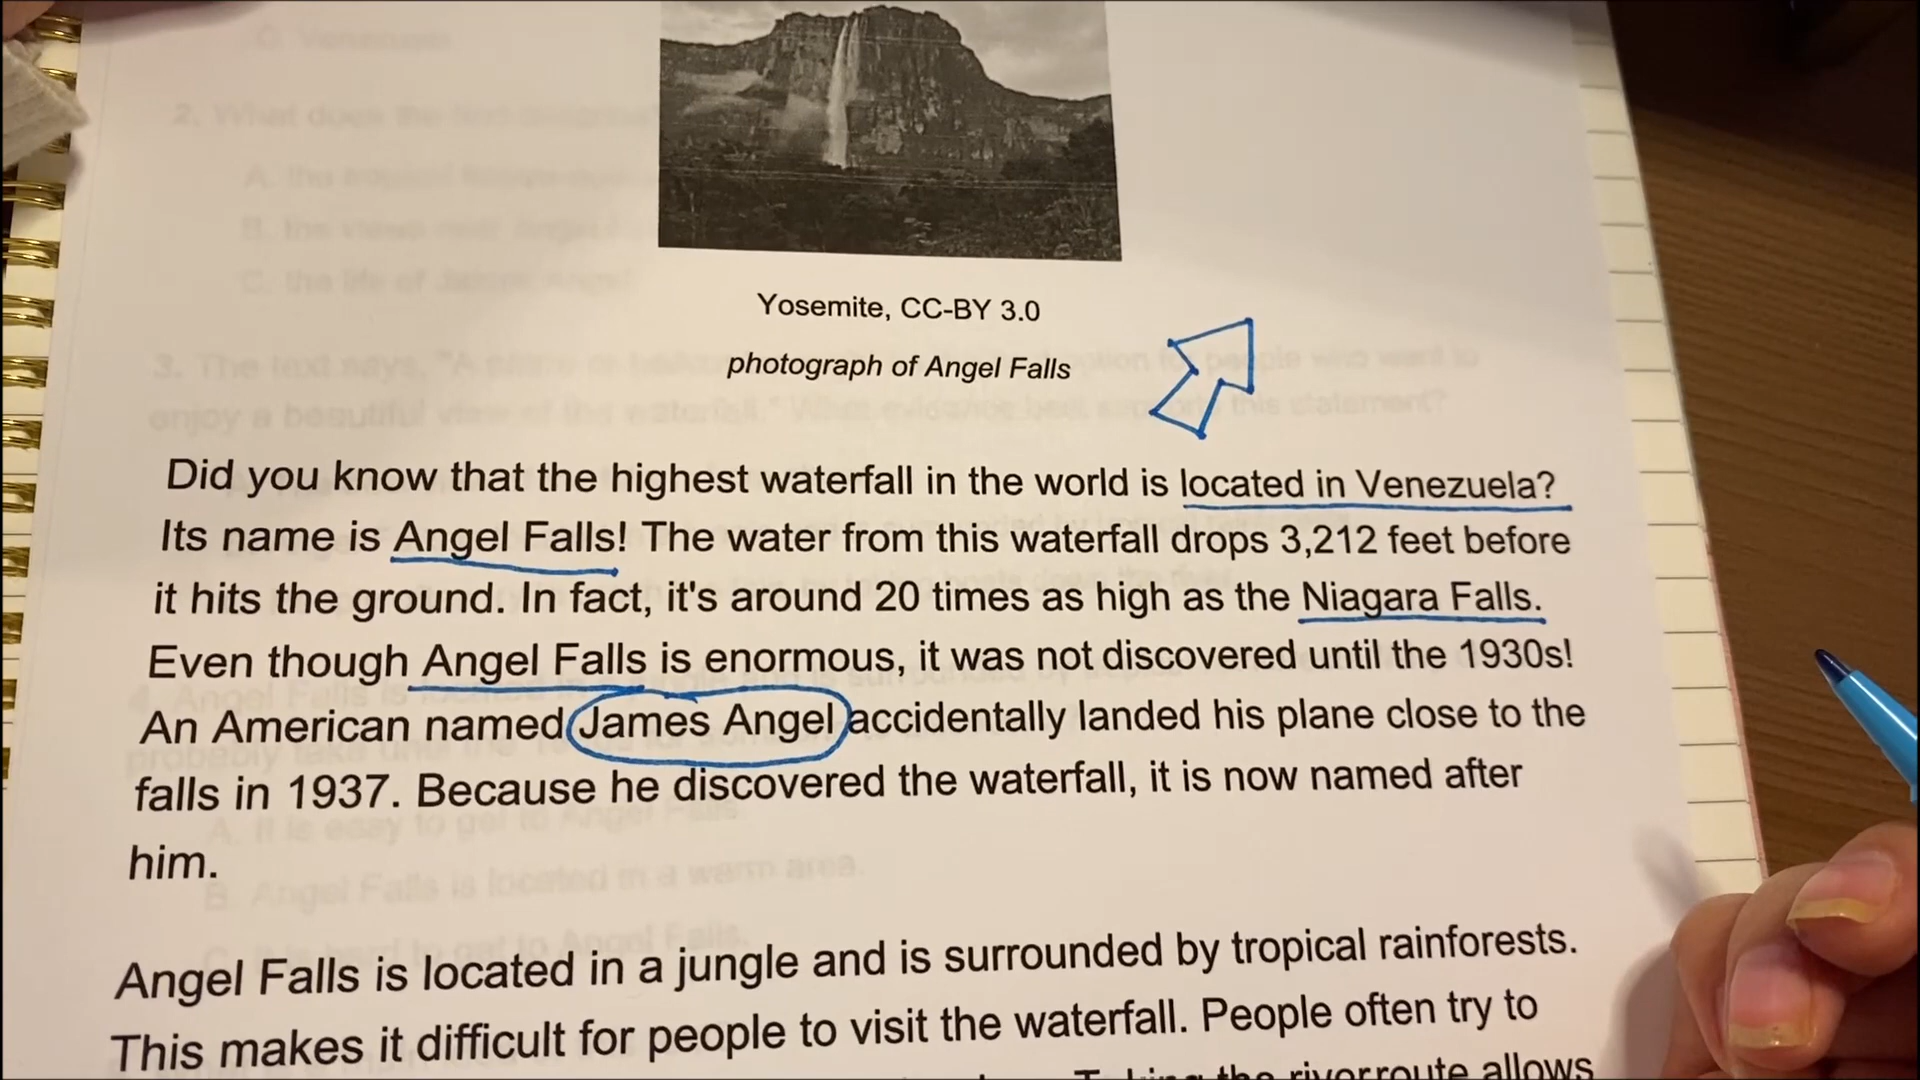 Yosemite, CC-BY 3.0
photograph of Angel Falls
Did you know that the highest waterfall in the world is located in Venezuela?
Its name is Angel Falls! The water from this waterfall drops 3,212 feet before
it hits the ground. In fact, it's around 20 times as high as the Niagara Falls.
Even though Angel Falls is enormous, it was not discovered until the 1930s!
An American named James Angel accidentally landed his plane close to the
falls in 1937. Because he discovered the waterfall, it is now named after
him.
Angel Falls is located in a jungle and is surrounded by tropical rainforests.
This makes it difficult for people to visit the waterfall. People often try to
Taking the river route allows